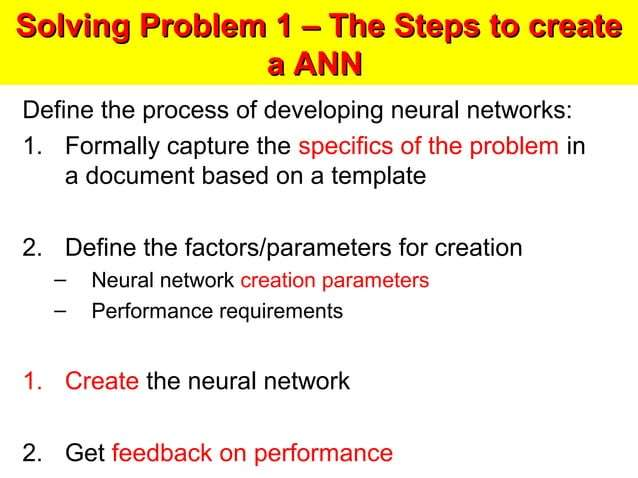 Solving Problem 1 – The Steps to create
a ANN
Define the process of developing neural networks:
1. Formally capture the specifics of the problem in
a document based on a template
2. Define the factors/parameters for creation
– Neural network creation parameters
– Performance requirements
1. Create the neural network
2. Get feedback on performance